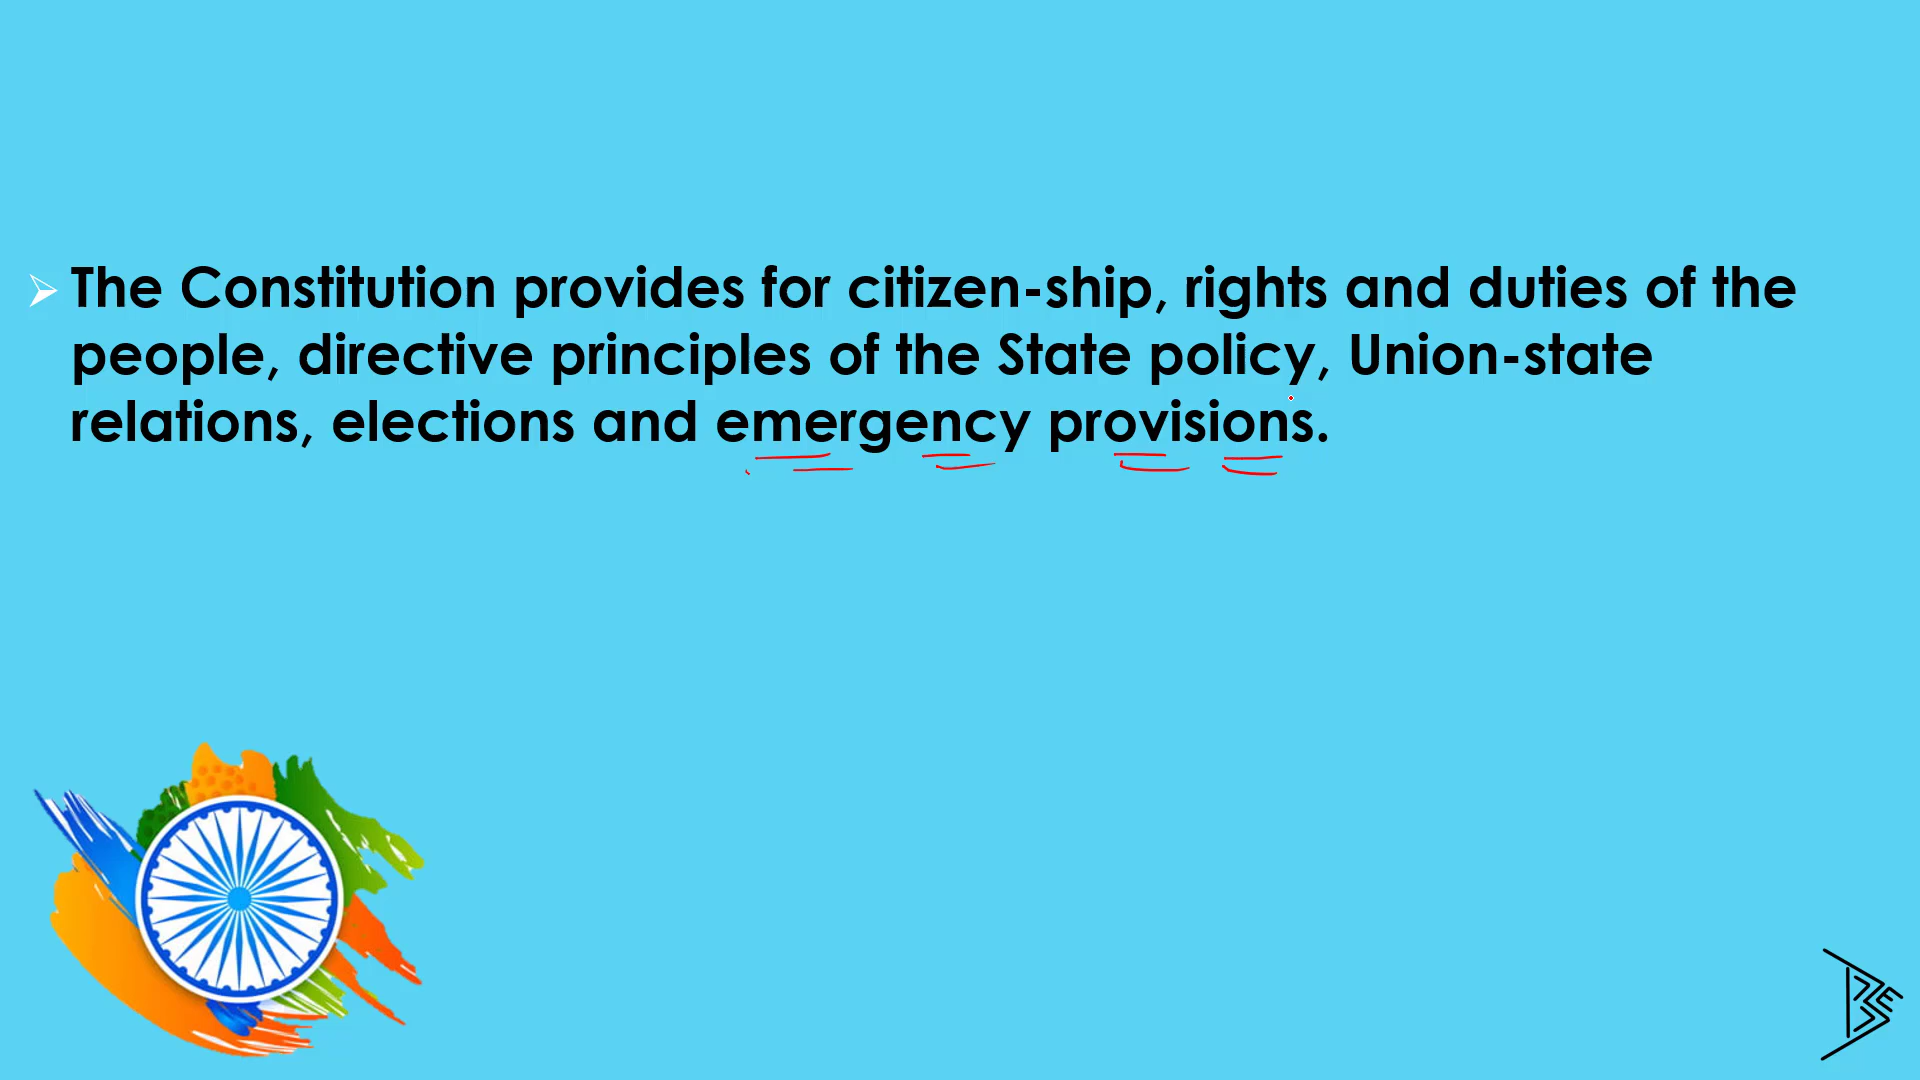 The Constitution provides for citizen-ship, rights and duties of the
people, directive principles of the State policy, Union-state
relations, elections and emergency provisions.